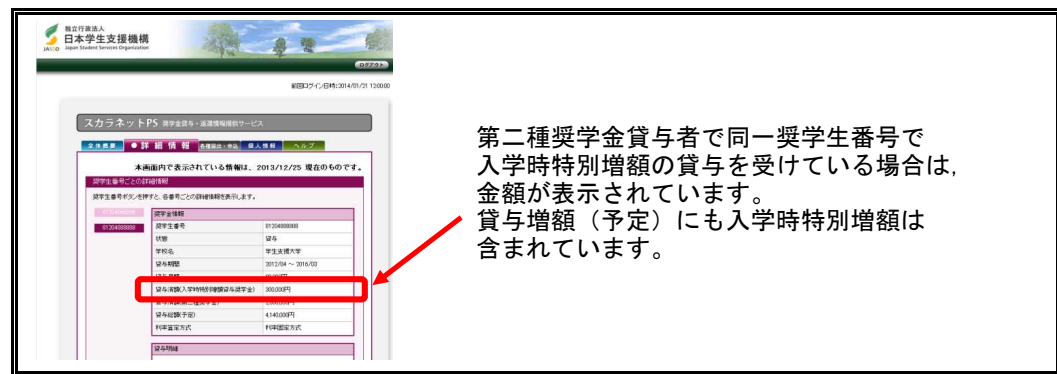 独立行政法人
日本学生支援機構
JASSO Japan Student Services Organization
ログアウト
前回ログイン日時:2014/01/21 12:00:00
スカラネットPS 奨学金貸与・返還情報提供サービス
全体概要 ●詳細情報 各種届出・申込 個人情報 ヘルプ
本画面内で表示されている情報は、2013/12/25 現在のものです。
奨学生番号ごとの詳細情報
奨学生番号ボタンを押すと、各番号ごとの詳細情報を表示します。
奨学金情報
81204888888
奨学生番号 81204888888
状態 貸与
学校名 学生支援大学
貸与期間 2012/04 ～ 2016/03
貸与済額(入学時特別増額貸与奨学金) 300,000円
貸与総額(予定) 4,140,000円
利率算定方式 利率固定方式
貸与明細
第二種奨学金貸与者で同一奨学生番号で
入学時特別増額の貸与を受けている場合は,
金額が表示されています。
貸与増額（予定）にも入学時特別増額は
含まれています。